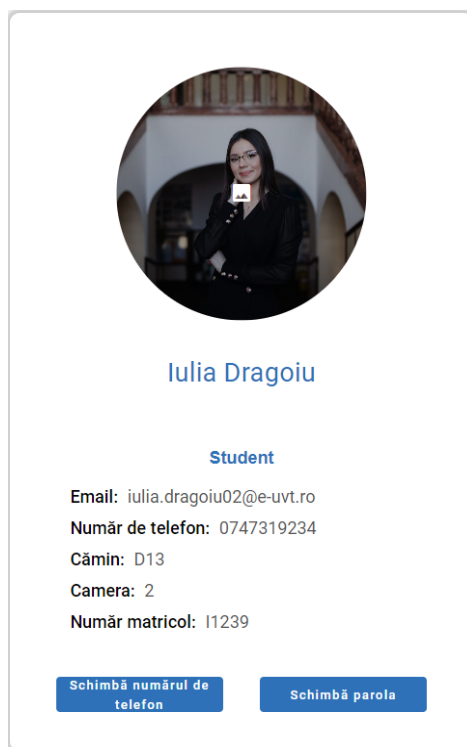 Iulia Dragoiu
Student
Email: iulia.dragoiu02@e-uvt.ro
Număr de telefon: 0747319234
Cămin: D13
Camera: 2
Număr matricol: I1239
Schimbă numărul de
telefon
Schimbă parola